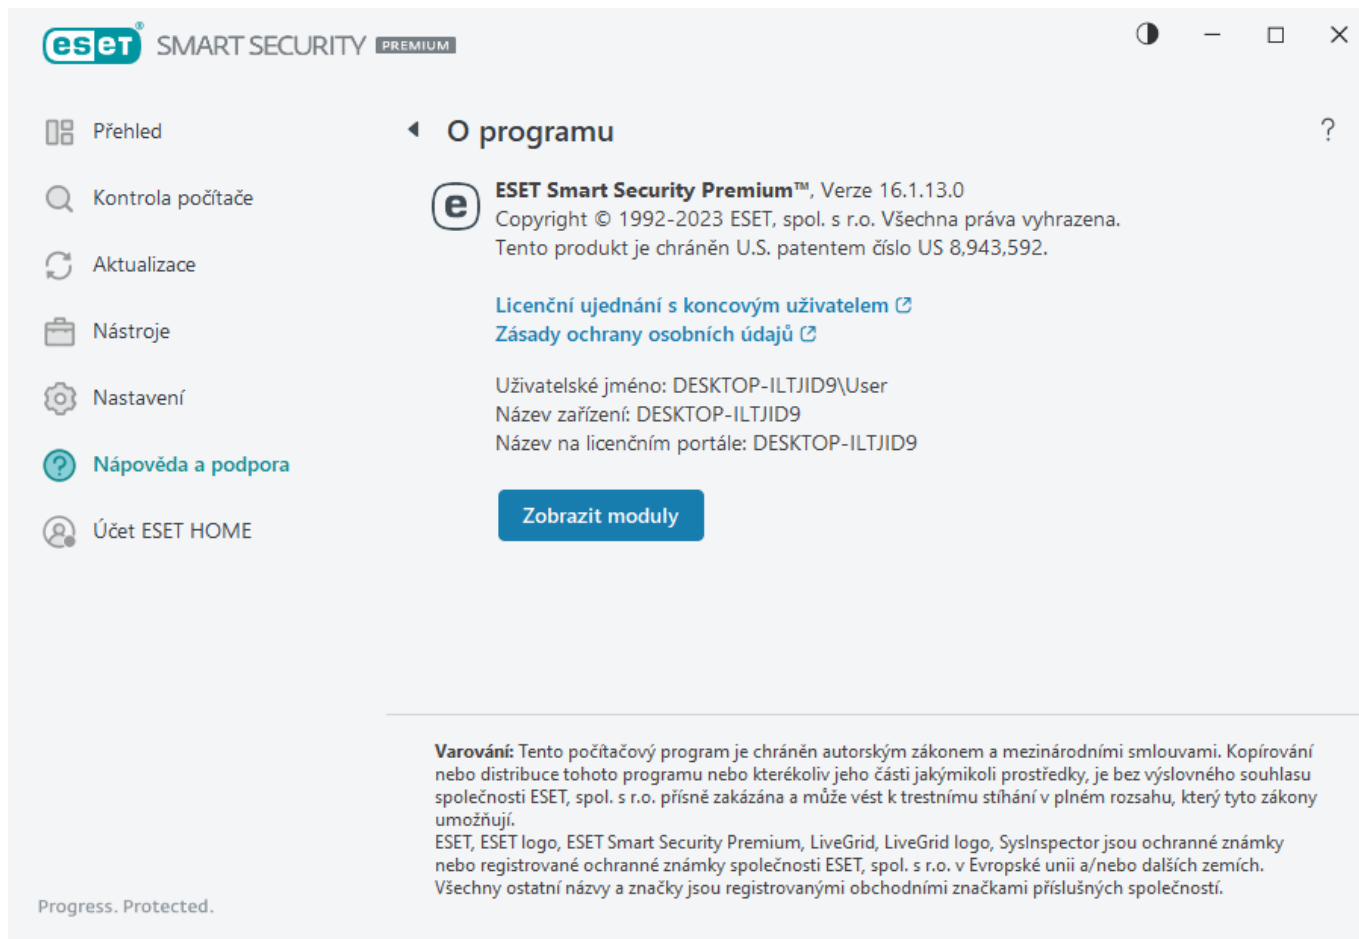 eset® SMART SECURITY PREMIUM
Přehled
Kontrola počítače
Aktualizace
Nástroje
Nastavení
Nápověda a podpora
Účet ESET HOME
Progress. Protected.
O programu
?
e
ESET Smart Security Premium™, Verze 16.1.13.0
Copyright © 1992-2023 ESET, spol. s r.o. Všechna práva vyhrazena.
Tento produkt je chráněn U.S. patentem číslo US 8,943,592.
Licenční ujednání s koncovým uživatelem
Zásady ochrany osobních údajů
Uživatelské jméno: DESKTOP-ILTJID9\User
Název zařízení: DESKTOP-ILTJID9
Název na licenčním portále: DESKTOP-ILTJID9
Zobrazit moduly
Varování: Tento počítačový program je chráněn autorským zákonem a mezinárodními smlouvami. Kopírování
nebo distribuce tohoto programu nebo kterékoliv jeho části jakýmikoli prostředky, je bez výslovného souhlasu
společnosti ESET, spol. s r.o. přísně zakázána a může vést k trestnímu stíhání v plném rozsahu, který tyto zákony
umožňují.
ESET, ESET logo, ESET Smart Security Premium, LiveGrid, LiveGrid logo, SysInspector jsou ochranné známky
nebo registrované ochranné známky společnosti ESET, spol. s r.o. v Evropské unii a/nebo dalších zemích.
Všechny ostatní názvy a značky jsou registrovanými obchodními značkami příslušných společností.